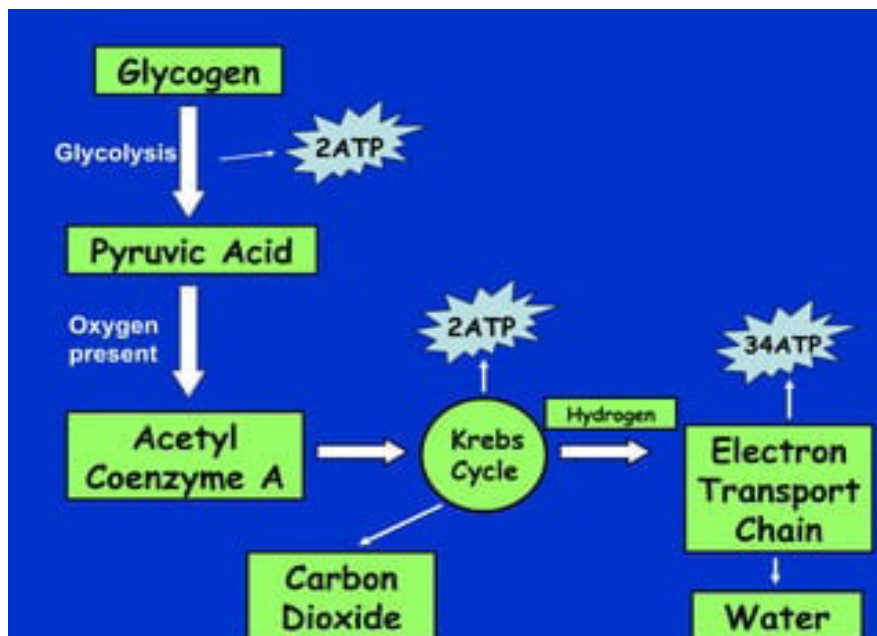 Glycogen
Glycolysis
2ATP
Pyruvic Acid
Oxygen
present
2ATP
34ATP
Acetyl
Coenzyme A
Krebs
Cycle
Hydrogen
Electron
Transport
Chain
Carbon
Dioxide
Water